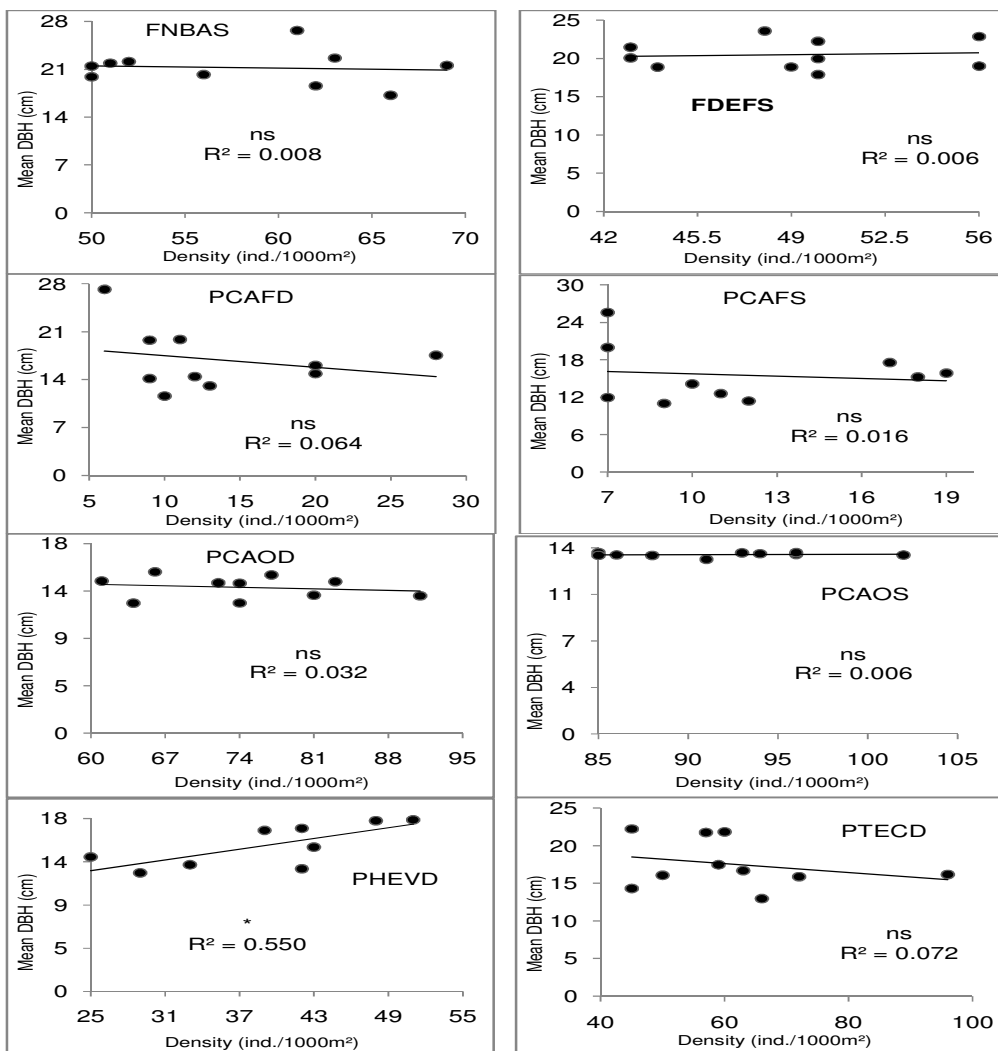 FNBAS
Mean DBH (cm)
28
21
14
7
0
ns
R² = 0.008
50 55 60 65 70
Density (ind./1000m²)
FDEFS
Mean DBH (cm)
25
20
15
10
5
0
ns
R² = 0.006
42 45.5 49 52.5 56
Density (ind./1000m²)
PCAFD
Mean DBH (cm)
28
21
14
7
0
ns
R² = 0.064
5 10 15 20 25 30
Density (ind./1000m²)
PCAFS
Mean DBH (cm)
30
24
18
12
6
0
ns
R² = 0.016
7 10 13 16 19
Density (ind./1000m²)
PCAOD
Mean DBH (cm)
18
14
9
5
0
ns
R² = 0.032
60 67 74 81 88 95
Density (ind./1000m²)
PCAOS
Mean DBH (cm)
14
11
7
4
0
ns
R² = 0.006
85 90 95 100 105
Density (ind./1000m²)
PHEVD
Mean DBH (cm)
18
14
9
5
0
*
R² = 0.550
25 31 37 43 49 55
Density (ind./1000m²)
PTECD
Mean DBH (cm)
25
20
15
10
5
0
ns
R² = 0.072
40 60 80 100
Density (ind./1000m²)